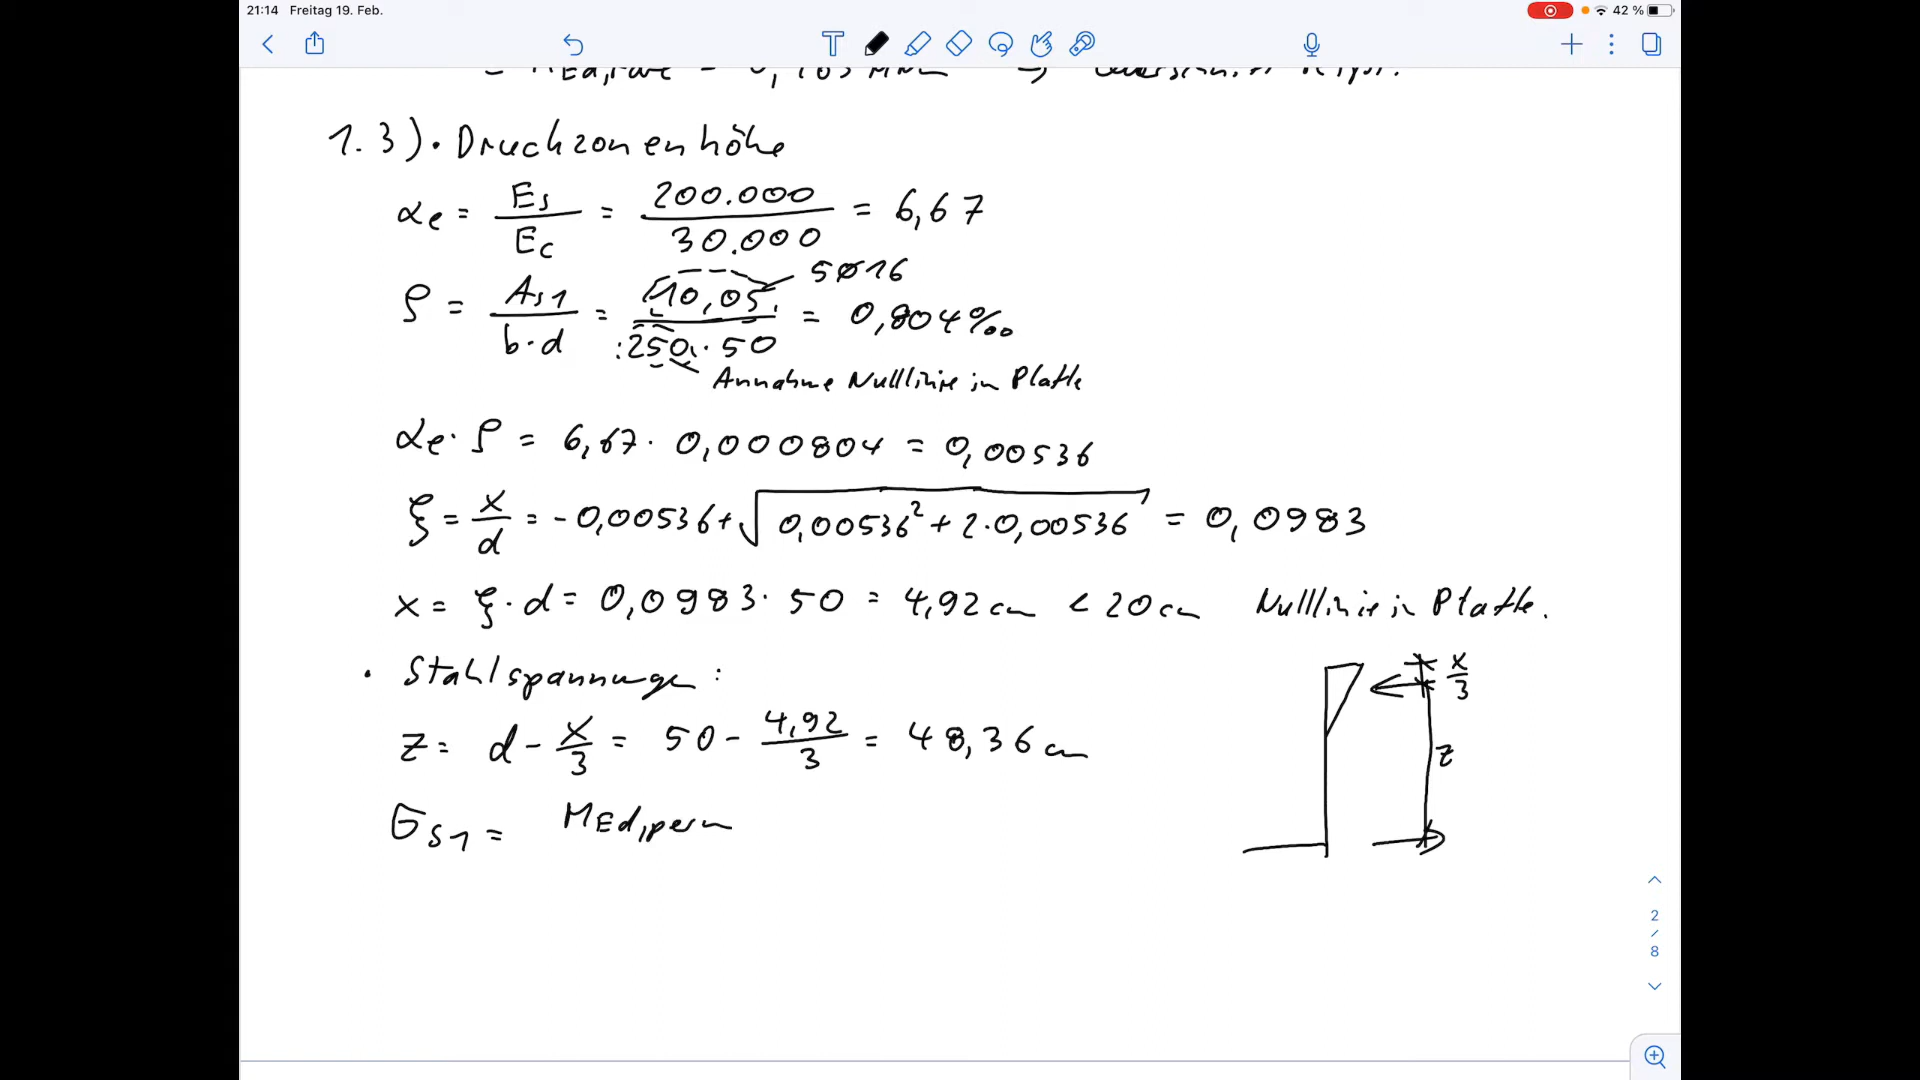 21:14 Freitag 19. Feb. 42 %
1.3) • Druckzonenhöhe
αe = Es / Ec = 200.000 / 30.000 = 6,67
5Ø16
ρ = As1 / b·d = 10,05 / 250·50 = 0,804‰
Annahme Nulllinie in Platte
αe·ρ = 6,67·0,000804 = 0,00536
ξ = x/d = -0,00536 + √(0,00536² + 2·0,00536) = 0,0983
x = ξ·d = 0,0983·50 = 4,92 cm < 20 cm Nulllinie in Platte.
• Stahlspannungen:
x/3
z = d - x/3 = 50 - 4,92/3 = 48,36 cm
z
σs1 = MEd,perm
2
/
8